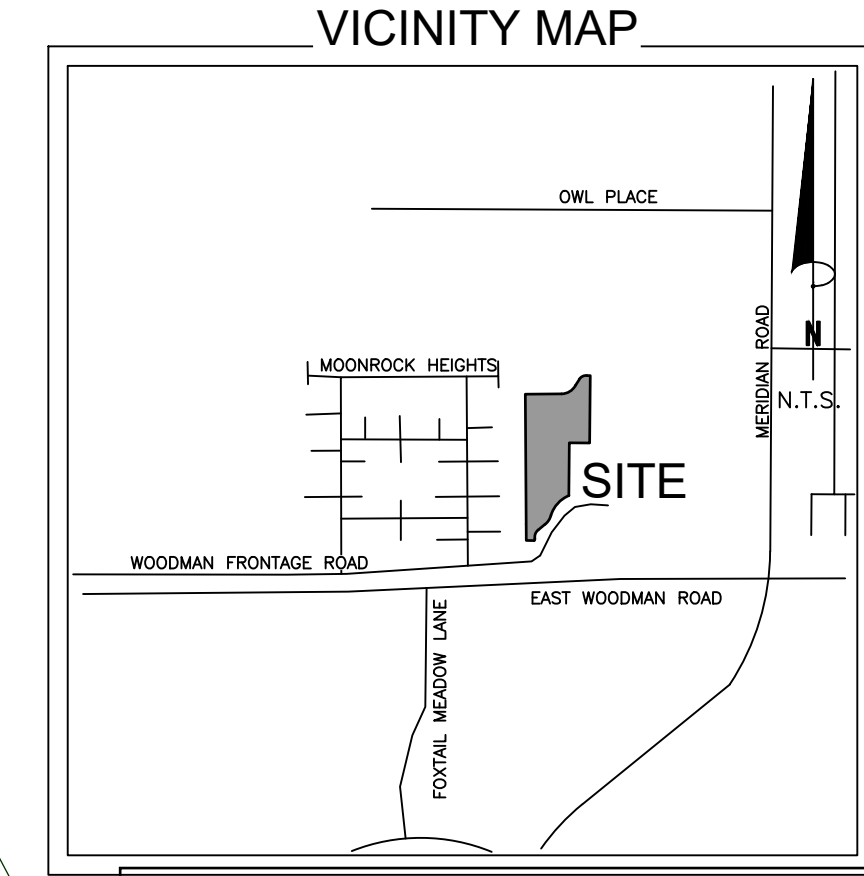 VICINITY MAP
OWL PLACE
MERIDIAN ROAD
N
MOONROCK HEIGHTS
N.T.S.
SITE
WOODMAN FRONTAGE ROAD
EAST WOODMAN ROAD
FOXTAIL MEADOW LANE